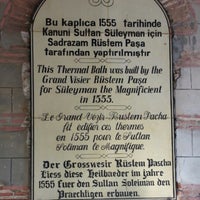 Bu kaplıca 1555 tarihinde
Kanuni Sultan Süleyman için
Sadrazam Rüstem Paşa
tarafından yaptırılmıştır
This Thermal Bath was built by the
Grand Visier Rüstem Paşa
for Süleyman the Magnificient
in 1555.
Le Grand Vezir Rustem Pacha
fit edifier ces thermes
en 1555 pour le Sultan
Soliman le Magnifique.
Der Grosswesir Rüstem Pascha
Liess diese Heilbaeder im jahre
1555 fuer den Sultan Soleiman den
Praechligen erbauen.